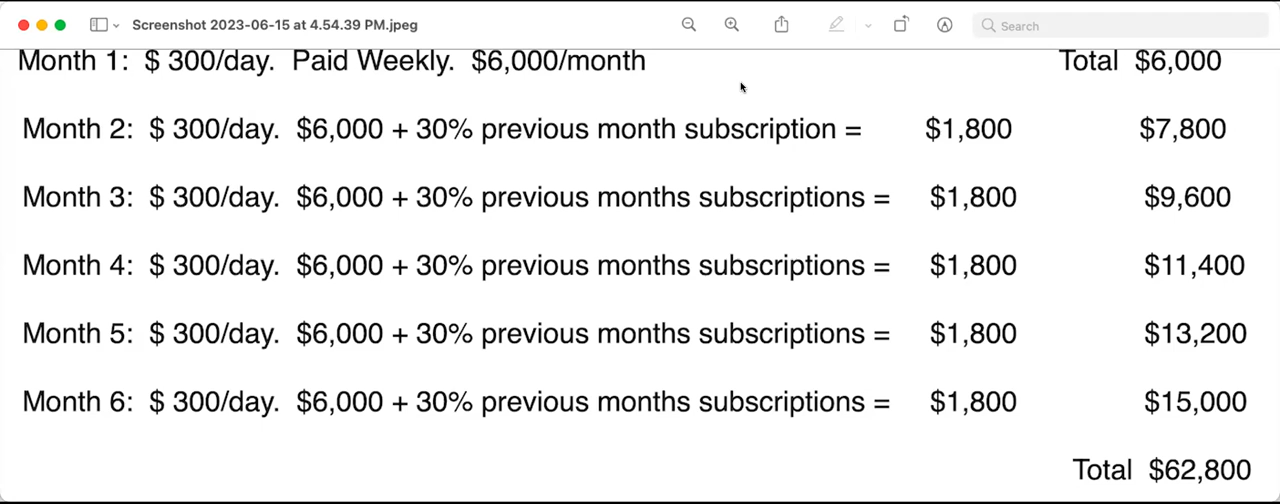 Screenshot 2023-06-15 at 4.54.39 PM.jpeg Search
Month 1: $ 300/day. Paid Weekly. $6,000/month Total $6,000
Month 2: $ 300/day. $6,000 + 30% previous month subscription = $1,800 $7,800
Month 3: $ 300/day. $6,000 + 30% previous months subscriptions = $1,800 $9,600
Month 4: $ 300/day. $6,000 + 30% previous months subscriptions = $1,800 $11,400
Month 5: $ 300/day. $6,000 + 30% previous months subscriptions = $1,800 $13,200
Month 6: $ 300/day. $6,000 + 30% previous months subscriptions = $1,800 $15,000
Total $62,800